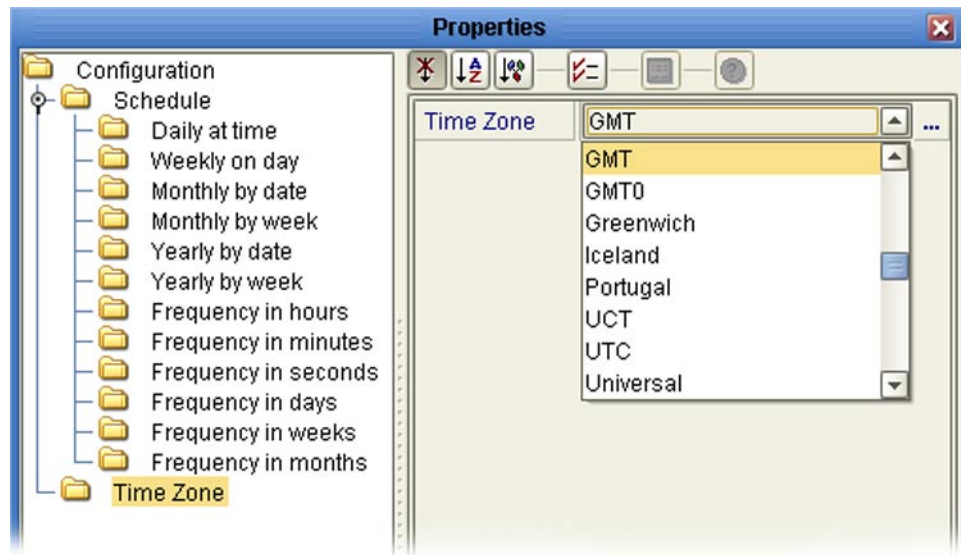 Properties
Configuration
Schedule
Daily at time
Weekly on day
Monthly by date
Monthly by week
Yearly by date
Yearly by week
Frequency in hours
Frequency in minutes
Frequency in seconds
Frequency in days
Frequency in weeks
Frequency in months
Time Zone
A
Z
?
Time Zone GMT ...
GMT
GMT0
Greenwich
Iceland
Portugal
UCT
UTC
Universal